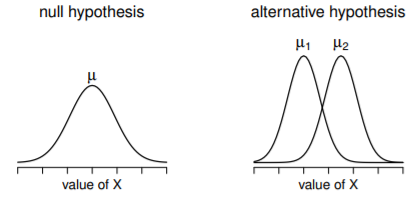 null hypothesis
alternative hypothesis
μ
μ₁ μ₂
value of X
value of X